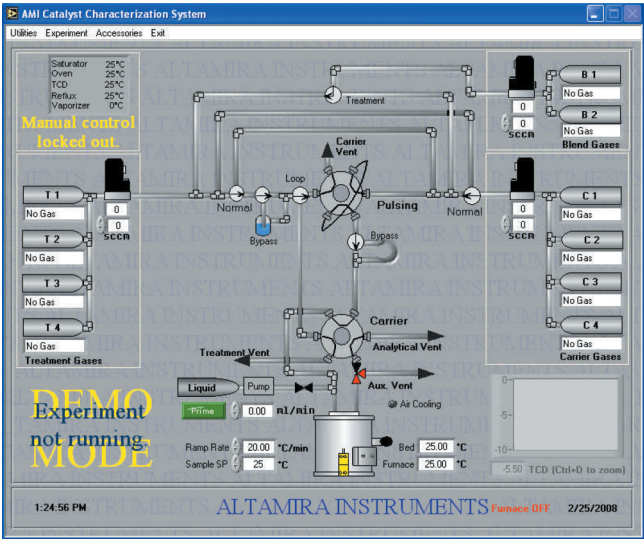 AMI Catalyst Characterization System
Utilities Experiment Accessories Exit
Saturator 25°C
Oven 25°C
TCD 25°C
Reflux 25°C
Vaporizer 0°C
Manual control
locked out.
Treatment
B 1
No Gas
B 2
No Gas
Blend Gases
0
0
sccm
Carrier
Vent
Loop
Normal
Bypass
Pulsing
Normal
Bypass
T 1
No Gas
T 2
No Gas
T 3
No Gas
T 4
No Gas
Treatment Gases
0
0
sccm
C 1
No Gas
C 2
No Gas
C 3
No Gas
C 4
No Gas
Carrier Gases
0
0
sccm
Carrier
Analytical Vent
Treatment Vent
Aux. Vent
Liquid
Pump
Prime
0.00 ml/min
Air Cooling
Ramp Rate 20.00 °C/min
Sample SP 25 °C
Bed 25.00 °C
Furnace 25.00 °C
DEMO
Experiment
not running.
MODE
0-
-10-
-5.50 TCD (Ctrl+D to zoom)
1:24:56 PM
ALTAMIRA INSTRUMENTS
Furnace OFF
2/25/2008